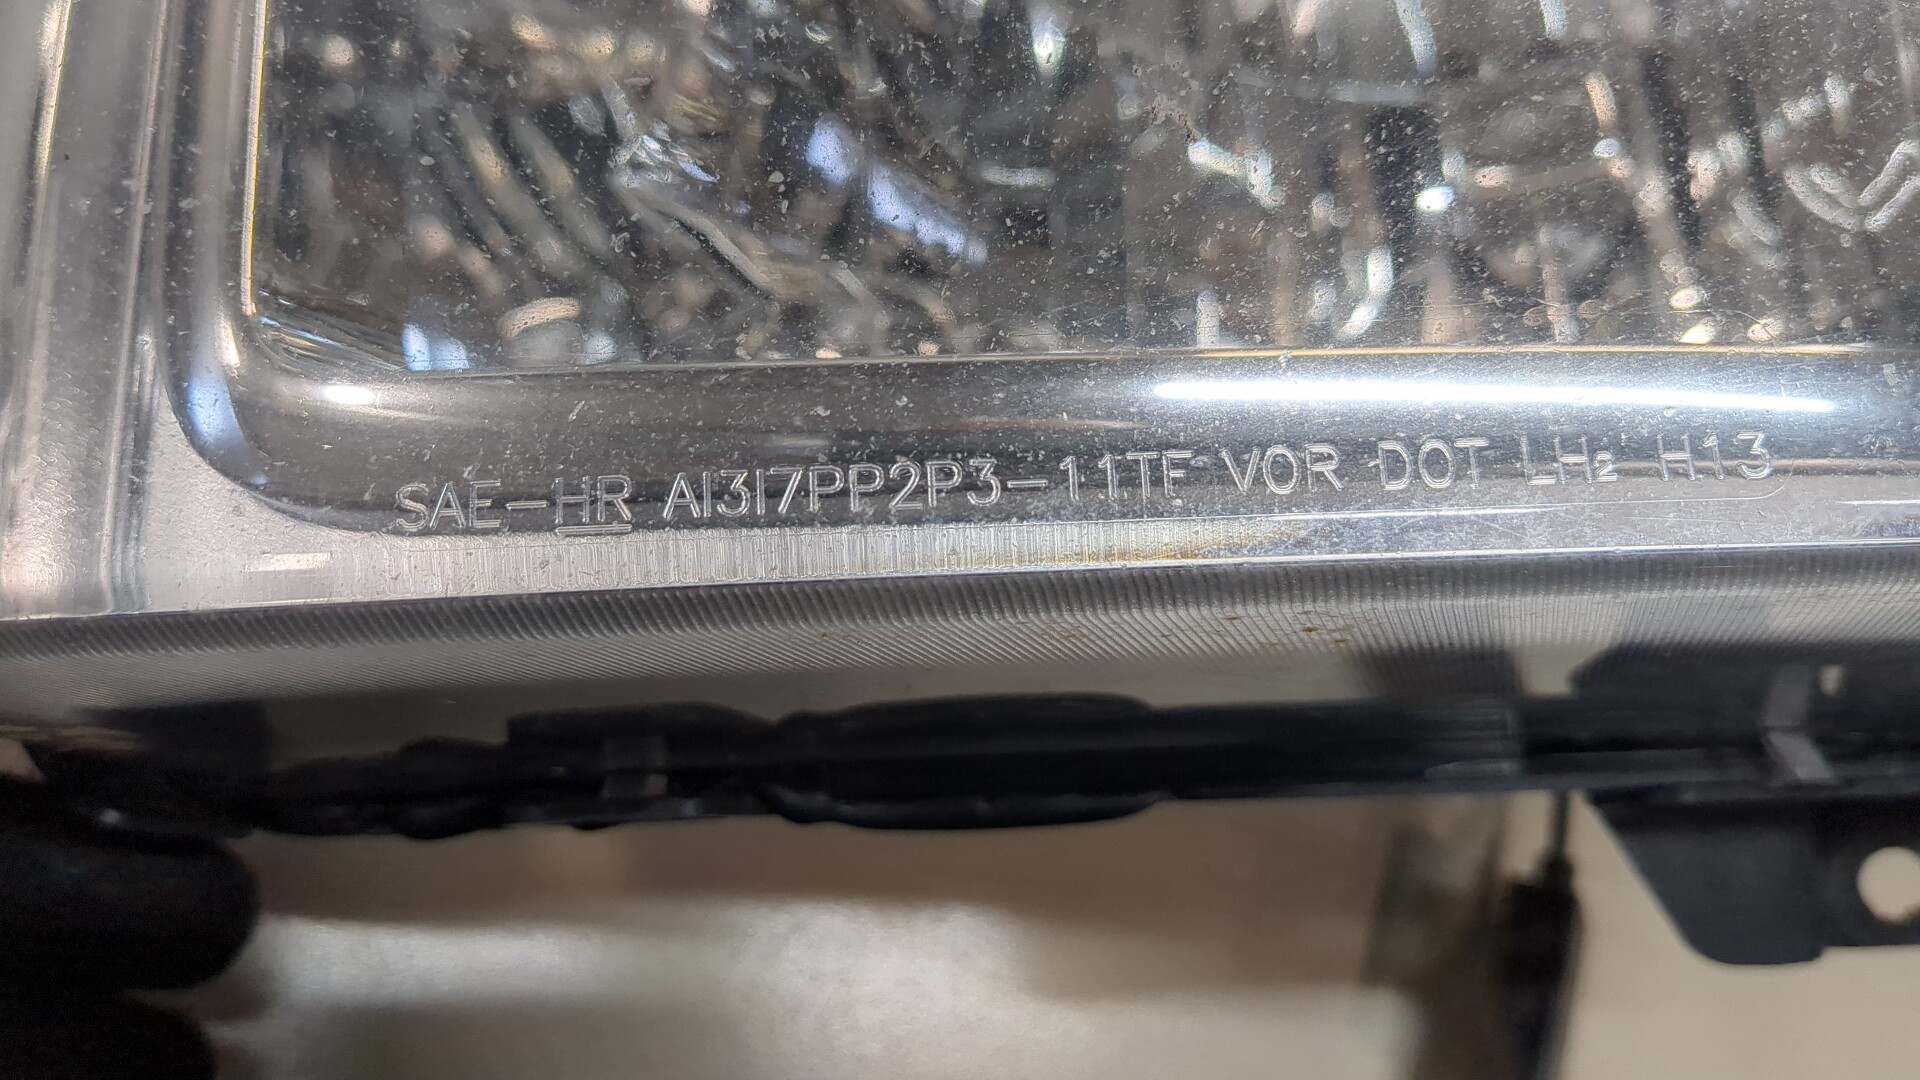 SAE-HR AI3I7PP2P3-11TF VOR DOT LH2 H13